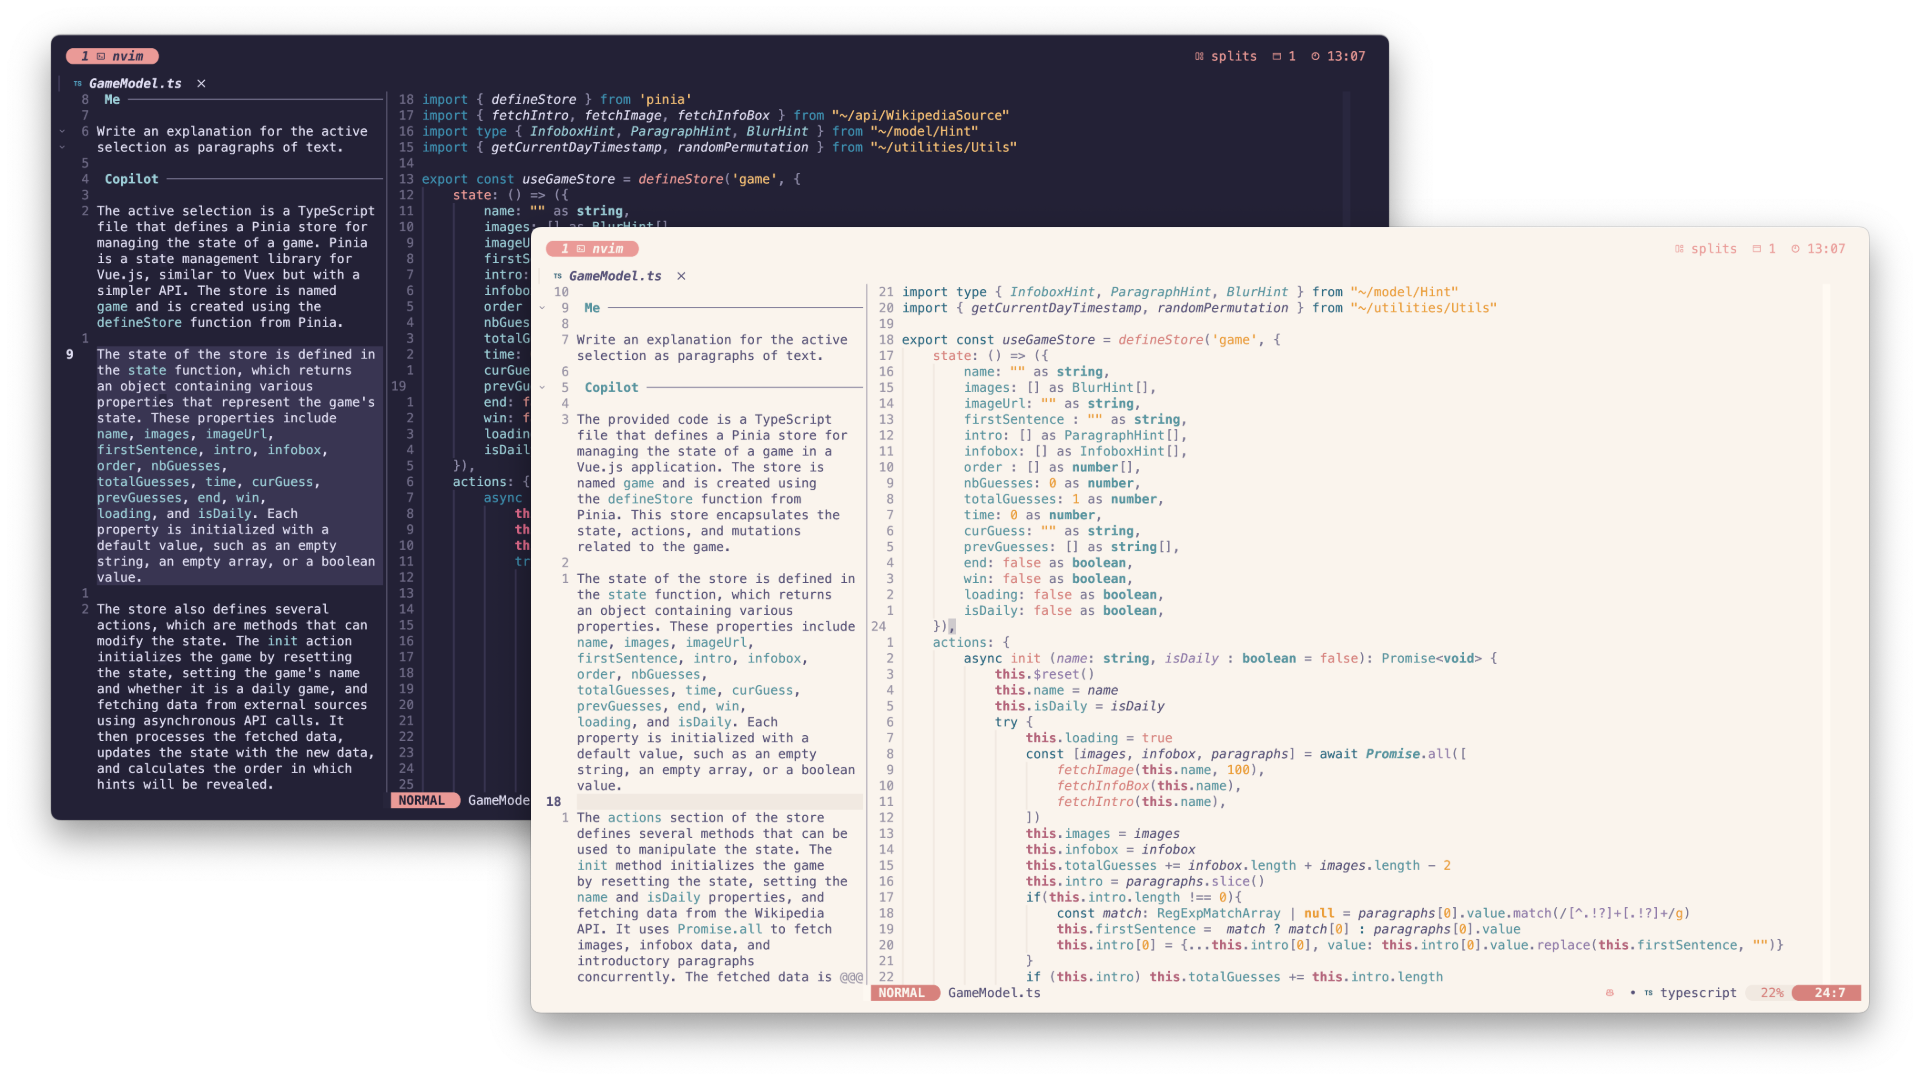 1 nvim
splits 1 13:07
TS GameModel.ts ×
8 Me
7
6 Write an explanation for the active
selection as paragraphs of text.
5
4 Copilot
3
2 The active selection is a TypeScript
file that defines a Pinia store for
managing the state of a game. Pinia
is a state management library for
Vue.js, similar to Vuex but with a
simpler API. The store is named
game and is created using the
defineStore function from Pinia.
1
9 The state of the store is defined in
the state function, which returns
an object containing various
properties that represent the game's
state. These properties include
name, images, imageUrl,
firstSentence, intro, infobox,
order, nbGuesses,
totalGuesses, time, curGuess,
prevGuesses, end, win,
loading, and isDaily. Each
property is initialized with a
default value, such as an empty
string, an empty array, or a boolean
value.
1
2 The store also defines several
actions, which are methods that can
modify the state. The init action
initializes the game by resetting
the state, setting the game's name
and whether it is a daily game, and
fetching data from external sources
using asynchronous API calls. It
then processes the fetched data,
updates the state with the new data,
and calculates the order in which
hints will be revealed.
18 import { defineStore } from 'pinia'
17 import { fetchIntro, fetchImage, fetchInfoBox } from "~/api/WikipediaSource"
16 import type { InfoboxHint, ParagraphHint, BlurHint } from "~/model/Hint"
15 import { getCurrentDayTimestamp, randomPermutation } from "~/utilities/Utils"
14
13 export const useGameStore = defineStore('game', {
12 state: () => ({
11 name: "" as string,
10 images: [] as BlurHint[],
9 imageU
8 firstS
7 intro:
6 infobo
5 order
4 nbGues
3 totalG
2 time:
1 curGue
19 prevGu
1 end: f
2 win: f
3 loadin
4 isDail
5 }),
6 actions: {
7 async
8 th
9 th
10 th
11 tr
12
13
14
15
16
17
18
19
20
21
22
23
24
25
NORMAL GameMode
1 nvim
splits 1 13:07
TS GameModel.ts ×
10
9 Me
8
7 Write an explanation for the active
selection as paragraphs of text.
6
5 Copilot
4
3 The provided code is a TypeScript
file that defines a Pinia store for
managing the state of a game in a
Vue.js application. The store is
named game and is created using
the defineStore function from
Pinia. This store encapsulates the
state, actions, and mutations
related to the game.
2
1 The state of the store is defined in
the state function, which returns
an object containing various
properties. These properties include
name, images, imageUrl,
firstSentence, intro, infobox,
order, nbGuesses,
totalGuesses, time, curGuess,
prevGuesses, end, win,
loading, and isDaily. Each
property is initialized with a
default value, such as an empty
string, an empty array, or a boolean
value.
18
1 The actions section of the store
defines several methods that can be
used to manipulate the state. The
init method initializes the game
by resetting the state, setting the
name and isDaily properties, and
fetching data from the Wikipedia
API. It uses Promise.all to fetch
images, infobox data, and
introductory paragraphs
concurrently. The fetched data is @@@
21 import type { InfoboxHint, ParagraphHint, BlurHint } from "~/model/Hint"
20 import { getCurrentDayTimestamp, randomPermutation } from "~/utilities/Utils"
19
18 export const useGameStore = defineStore('game', {
17 state: () => ({
16 name: "" as string,
15 images: [] as BlurHint[],
14 imageUrl: "" as string,
13 firstSentence : "" as string,
12 intro: [] as ParagraphHint[],
11 infobox: [] as InfoboxHint[],
10 order : [] as number[],
9 nbGuesses: 0 as number,
8 totalGuesses: 1 as number,
7 time: 0 as number,
6 curGuess: "" as string,
5 prevGuesses: [] as string[],
4 end: false as boolean,
3 win: false as boolean,
2 loading: false as boolean,
1 isDaily: false as boolean,
24 }),
1 actions: {
2 async init (name: string, isDaily : boolean = false): Promise<void> {
3 this.$reset()
4 this.name = name
5 this.isDaily = isDaily
6 try {
7 this.loading = true
8 const [images, infobox, paragraphs] = await Promise.all([
9 fetchImage(this.name, 100),
10 fetchInfoBox(this.name),
11 fetchIntro(this.name),
12 ])
13 this.images = images
14 this.infobox = infobox
15 this.totalGuesses += infobox.length + images.length - 2
16 this.intro = paragraphs.slice()
17 if(this.intro.length !== 0){
18 const match: RegExpMatchArray | null = paragraphs[0].value.match(/[^.!?]+[.!?]+/g)
19 this.firstSentence = match ? match[0] : paragraphs[0].value
20 this.intro[0] = {...this.intro[0], value: this.intro[0].value.replace(this.firstSentence, "")}
21 }
22 if (this.intro) this.totalGuesses += this.intro.length
NORMAL GameModel.ts
• TS typescript 22% 24:7